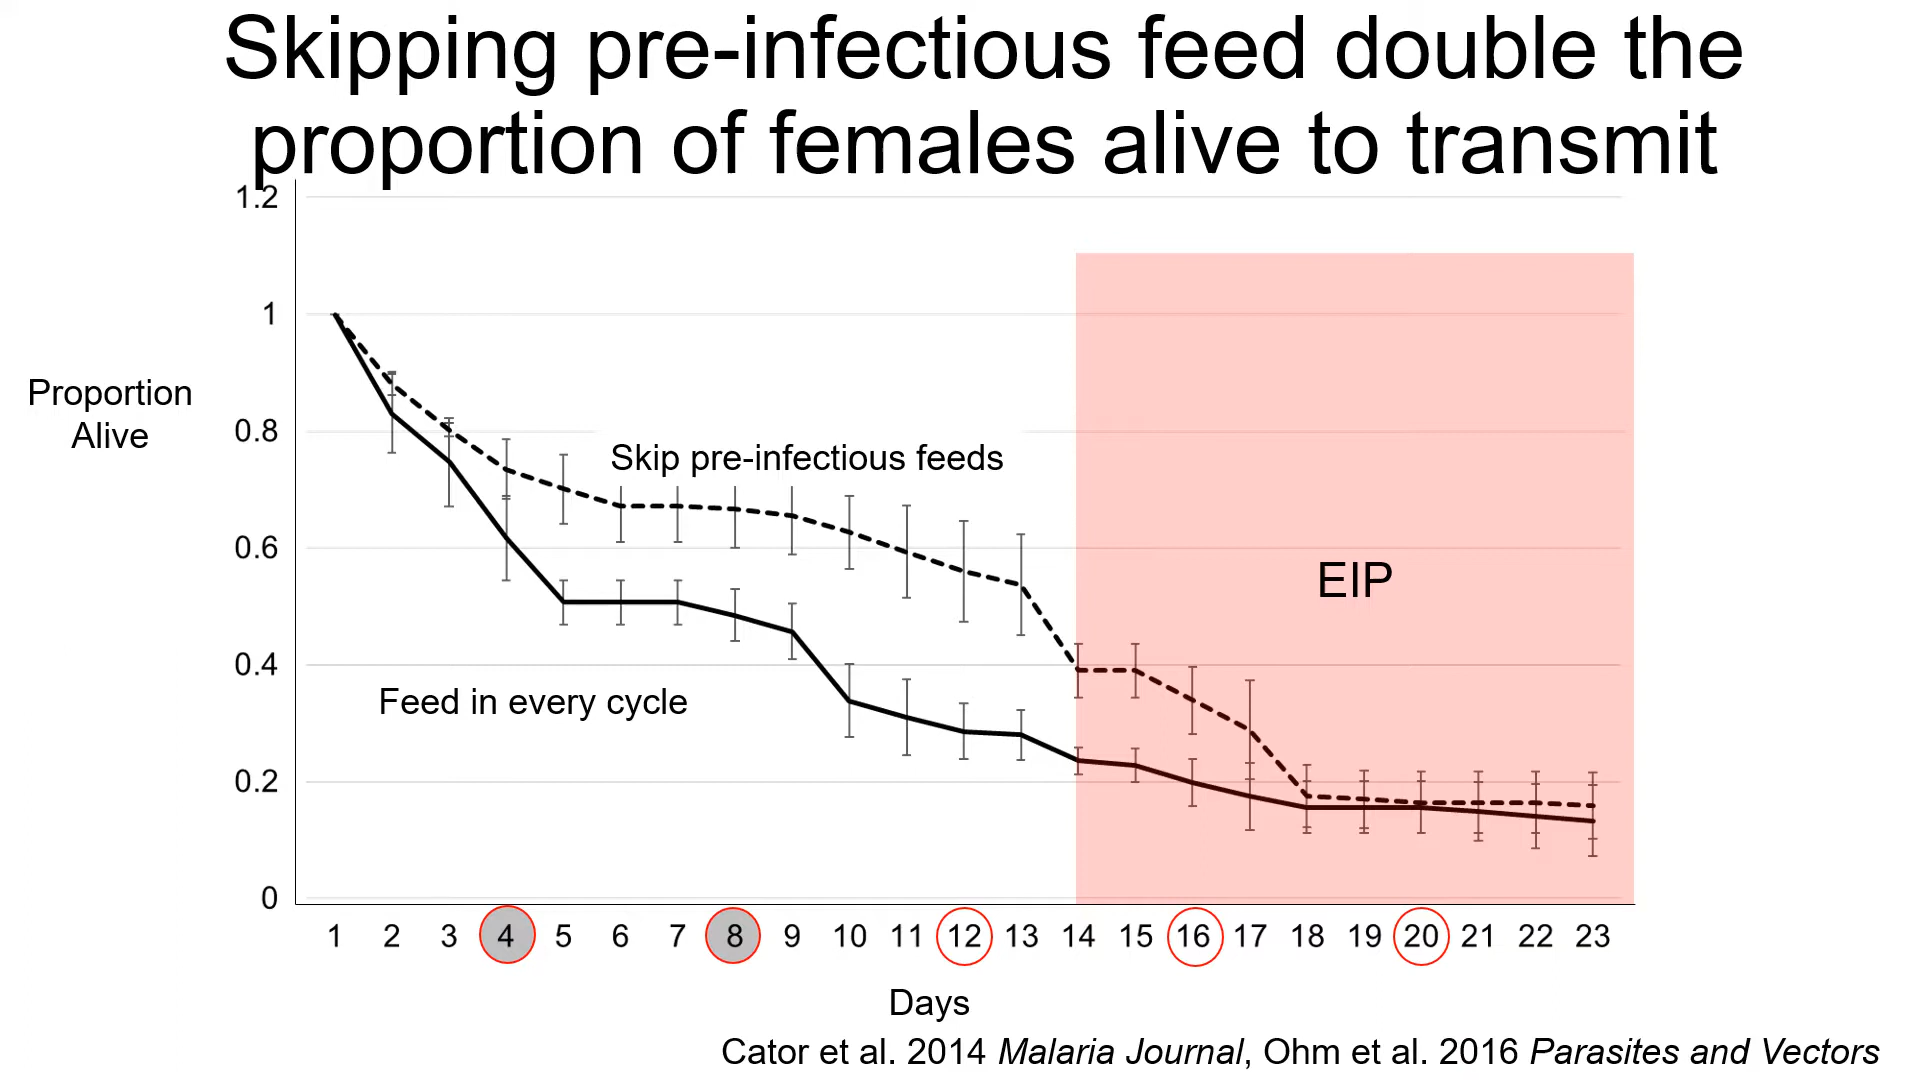 Skipping pre-infectious feed double the
proportion of females alive to transmit
1.2
1
0.8
0.6
0.4
0.2
0
Proportion
Alive
Skip pre-infectious feeds
EIP
Feed in every cycle
1 2 3 4 5 6 7 8 9 10 11 12 13 14 15 16 17 18 19 20 21 22 23
Days
Cator et al. 2014 Malaria Journal, Ohm et al. 2016 Parasites and Vectors